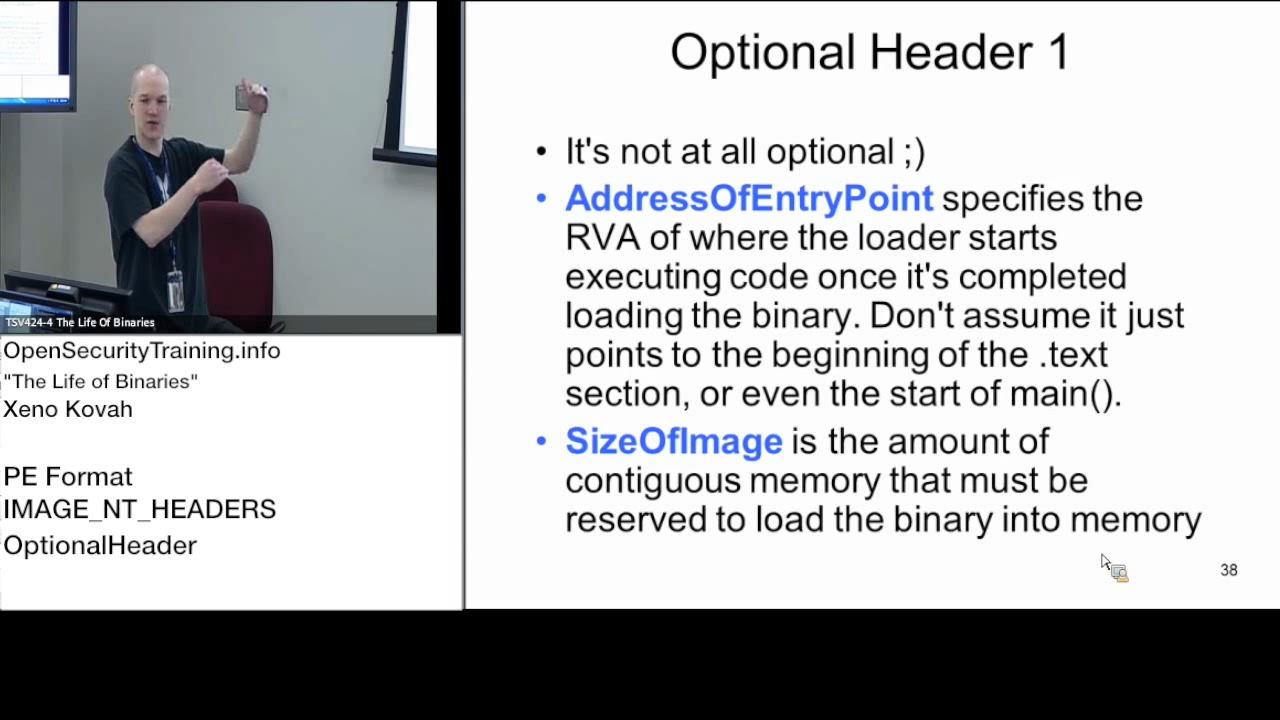 Optional Header 1
• It's not at all optional ;)
• AddressOfEntryPoint specifies the
RVA of where the loader starts
executing code once it's completed
loading the binary. Don't assume it just
points to the beginning of the .text
section, or even the start of main().
• SizeOfImage is the amount of
contiguous memory that must be
reserved to load the binary into memory
38
TSV424-4 The Life Of Binaries
OpenSecurityTraining.info
"The Life of Binaries"
Xeno Kovah
PE Format
IMAGE_NT_HEADERS
OptionalHeader